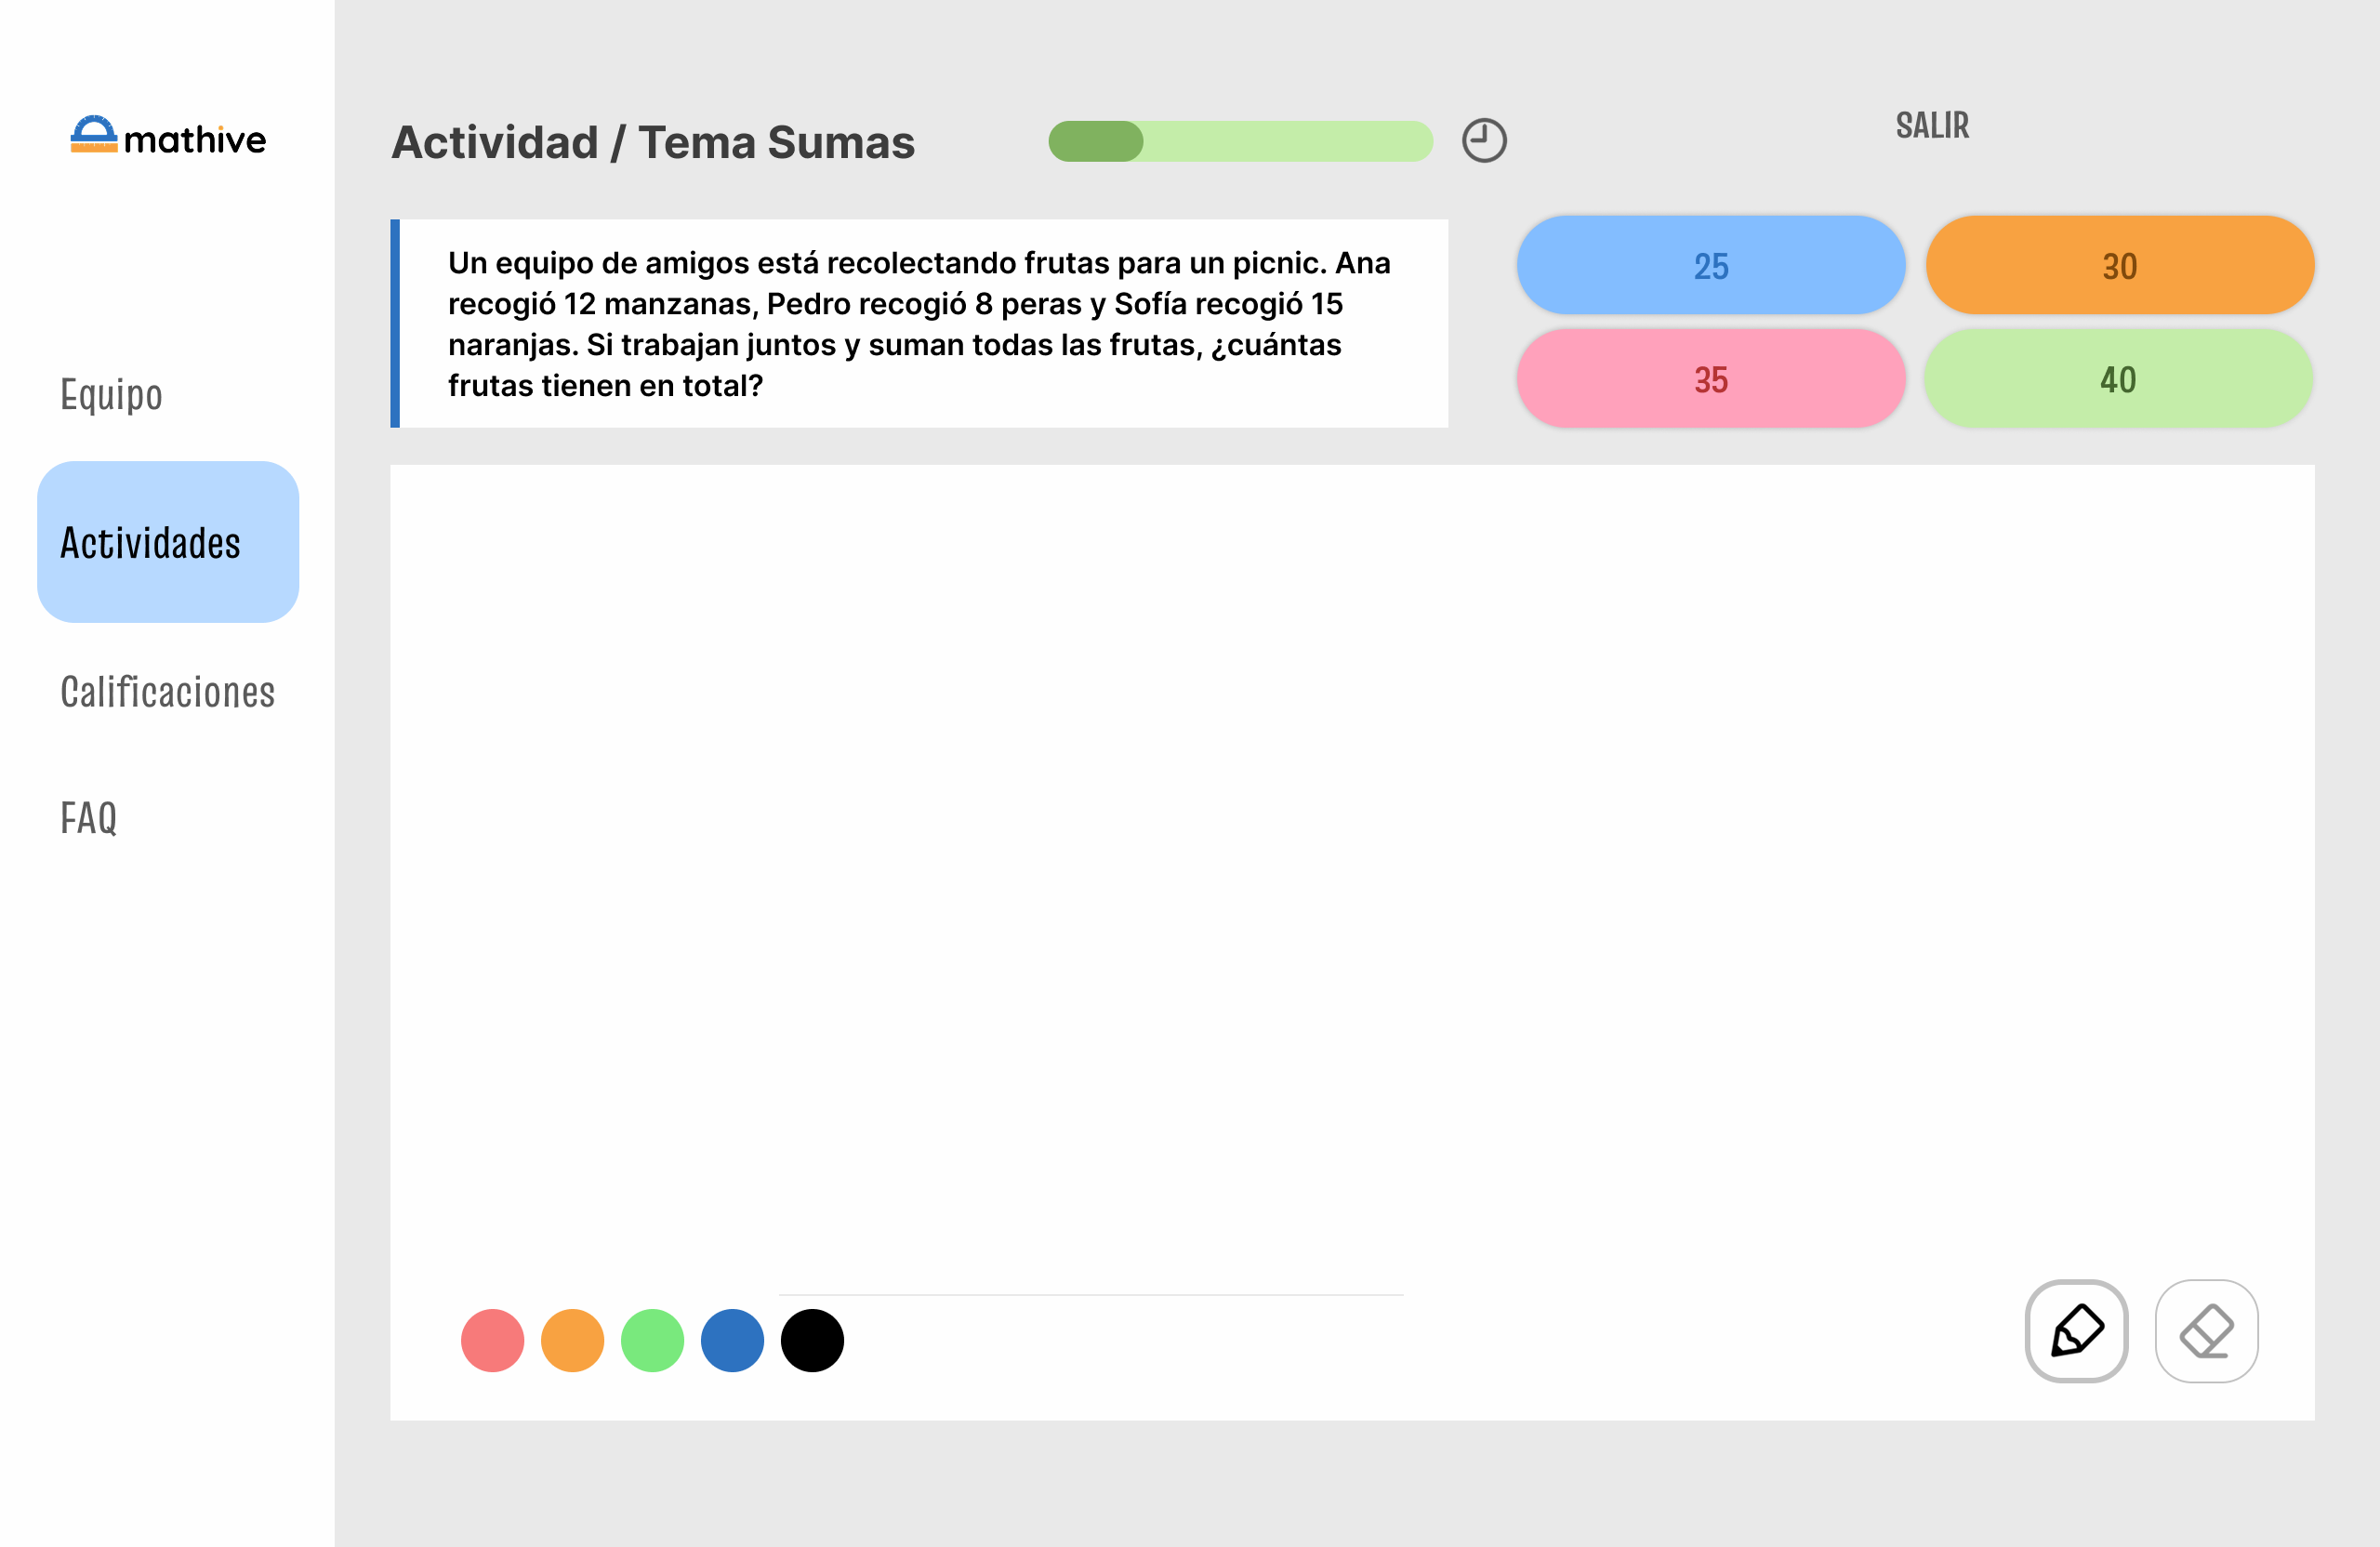 mathive
Equipo
Actividades
Calificaciones
FAQ
Actividad / Tema Sumas
SALIR
Un equipo de amigos está recolectando frutas para un picnic. Ana
recogió 12 manzanas, Pedro recogió 8 peras y Sofía recogió 15
naranjas. Si trabajan juntos y suman todas las frutas, ¿cuántas
frutas tienen en total?
25
30
35
40